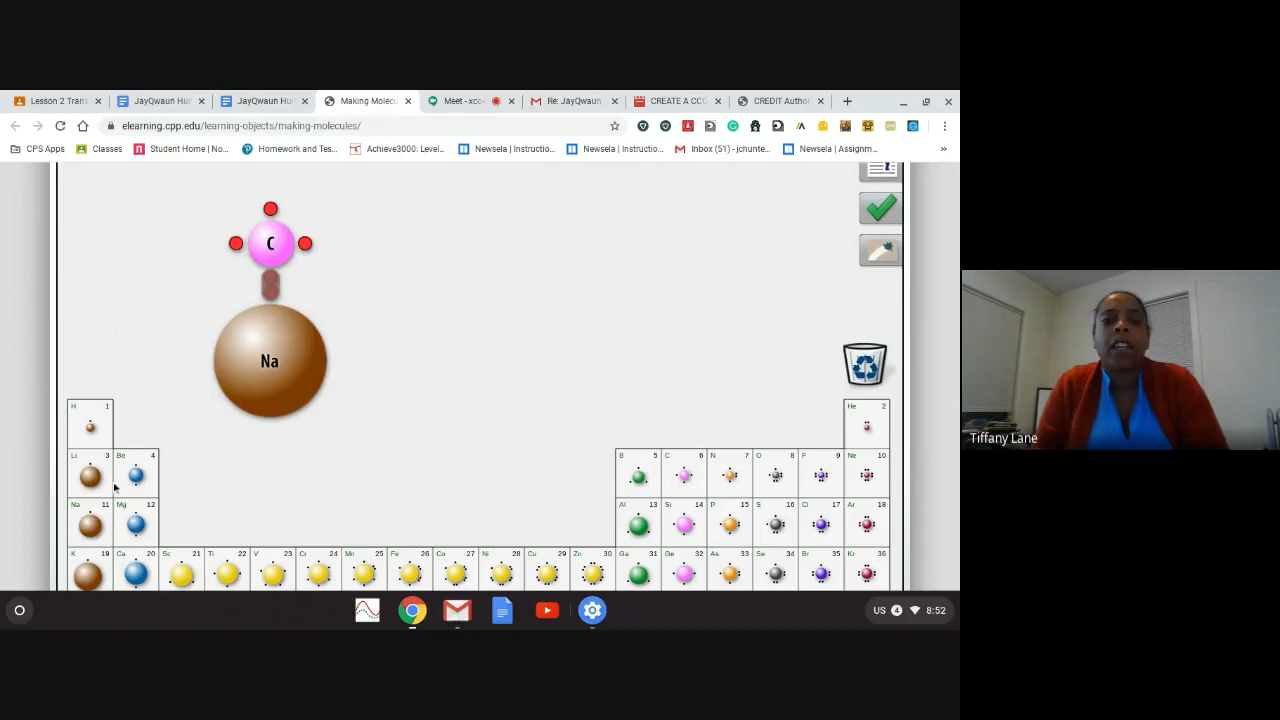 Lesson 2 Trans
JayQwaun Hun
JayQwaun Hun
Making Molecu
Meet - xcc
Re: JayQwaun
CREATE A CCC
CREDIT Author
elearning.cpp.edu/learning-objects/making-molecules/
CPS Apps
Classes
Student Home | No...
Homework and Tes...
Achieve3000: Level...
Newsela | Instructio...
Newsela | Instructio...
Inbox (51) - jchunte...
Newsela | Assignm...
»
C
Na
H 1
He 2
Li 3
Be 4
B 5
C 6
N 7
O 8
F 9
Ne 10
Na 11
Mg 12
Al 13
Si 14
P 15
S 16
Cl 17
Ar 18
K 19
Ca 20
Sc 21
Ti 22
V 23
Cr 24
Mn 25
Fe 26
Co 27
Ni 28
Cu 29
Zn 30
Ga 31
Ge 32
As 33
Se 34
Br 35
Kr 36
US 4 8:52
Tiffany Lane